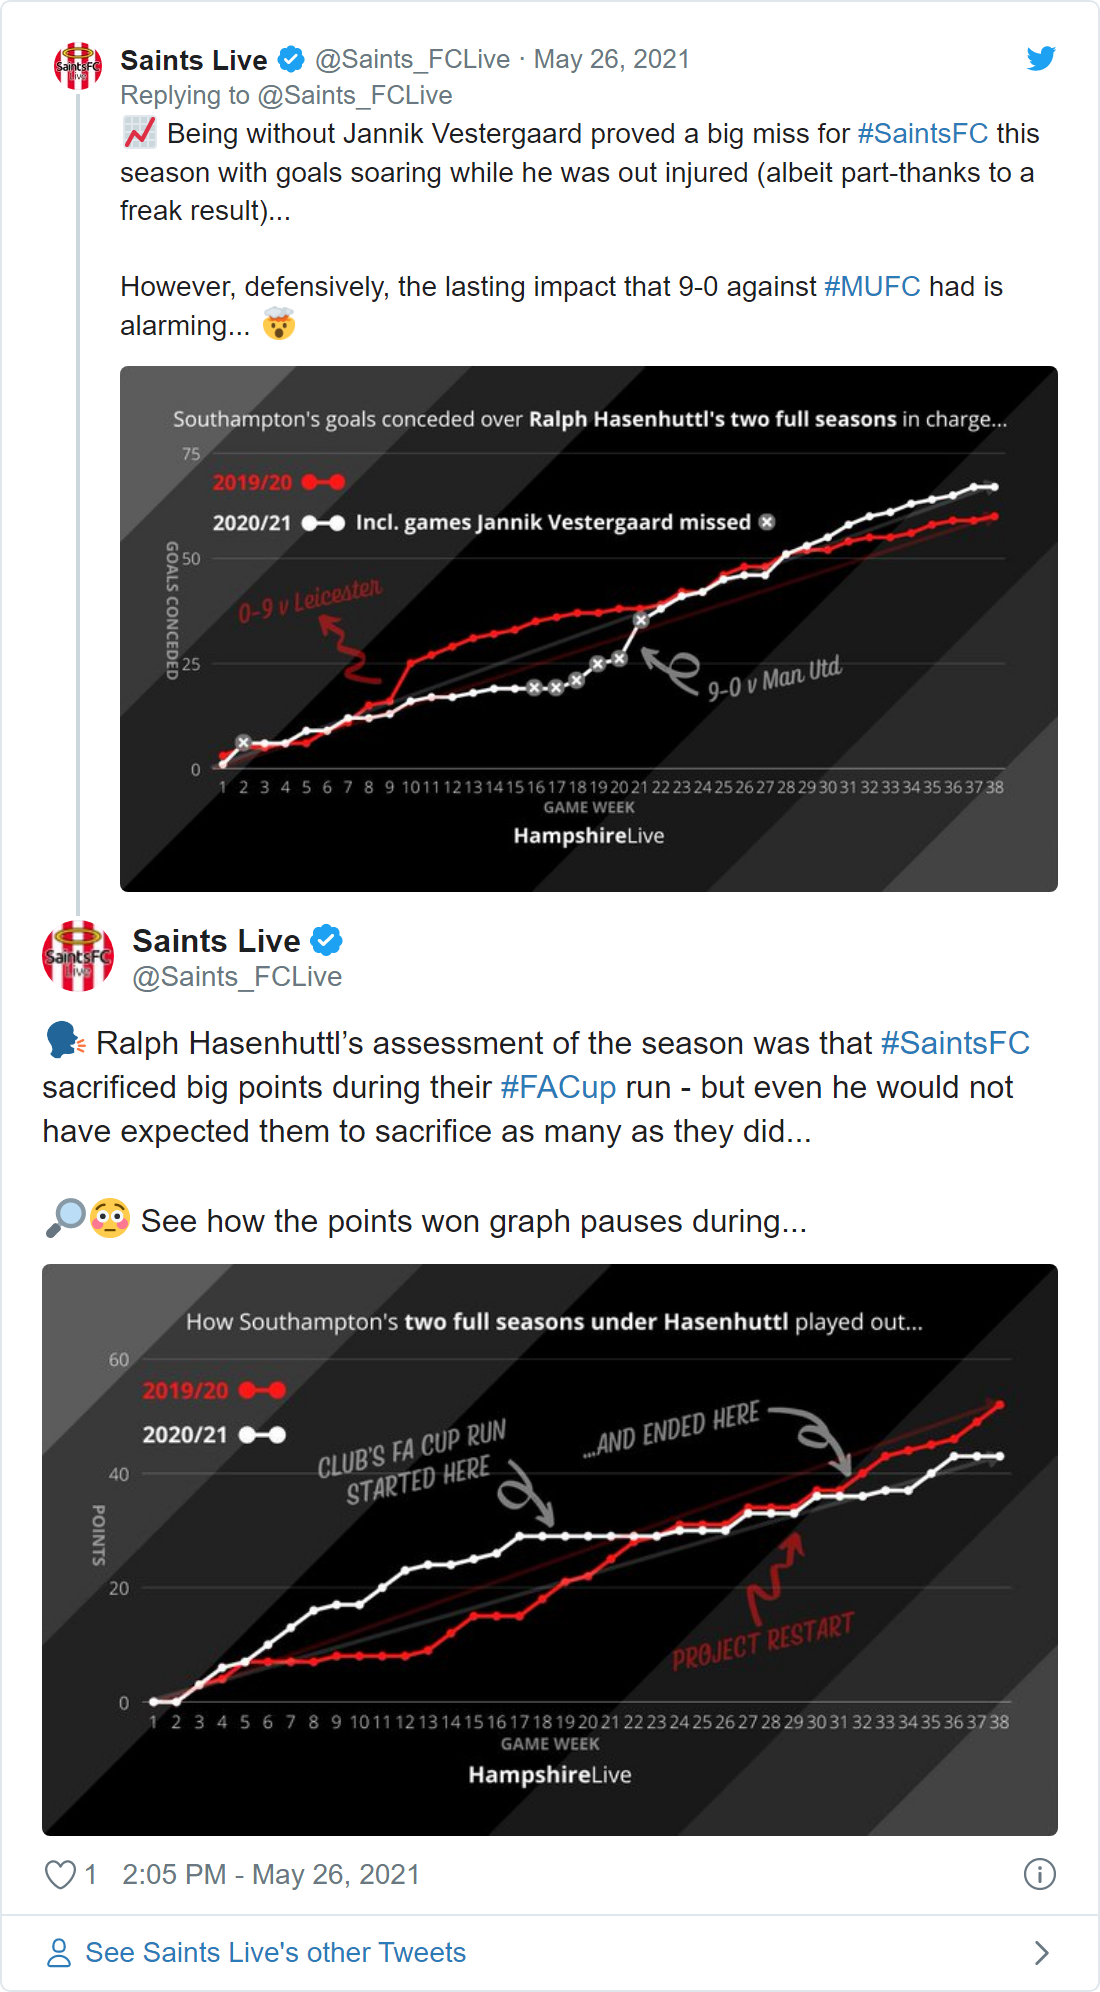 Saints Live @Saints_FCLive · May 26, 2021
Replying to @Saints_FCLive
Being without Jannik Vestergaard proved a big miss for #SaintsFC this
season with goals soaring while he was out injured (albeit part-thanks to a
freak result)...
However, defensively, the lasting impact that 9-0 against #MUFC had is
alarming...
Southampton's goals conceded over Ralph Hasenhuttl's two full seasons in charge...
75
2019/20
2020/21 Incl. games Jannik Vestergaard missed
GOALS CONCEDED
50
0-9 v Leicester
25
9-0 v Man Utd
0
1 2 3 4 5 6 7 8 9 10 11 12 13 14 15 16 17 18 19 20 21 22 23 24 25 26 27 28 29 30 31 32 33 34 35 36 37 38
GAME WEEK
HampshireLive
SaintsFC
Live
Saints Live
@Saints_FCLive
Ralph Hasenhuttl’s assessment of the season was that #SaintsFC
sacrificed big points during their #FACup run - but even he would not
have expected them to sacrifice as many as they did...
See how the points won graph pauses during...
How Southampton's two full seasons under Hasenhuttl played out...
60
2019/20
2020/21
CLUB'S FA CUP RUN
STARTED HERE
...AND ENDED HERE
40
POINTS
20
PROJECT RESTART
0
1 2 3 4 5 6 7 8 9 10 11 12 13 14 15 16 17 18 19 20 21 22 23 24 25 26 27 28 29 30 31 32 33 34 35 36 37 38
GAME WEEK
HampshireLive
1 2:05 PM - May 26, 2021
See Saints Live's other Tweets